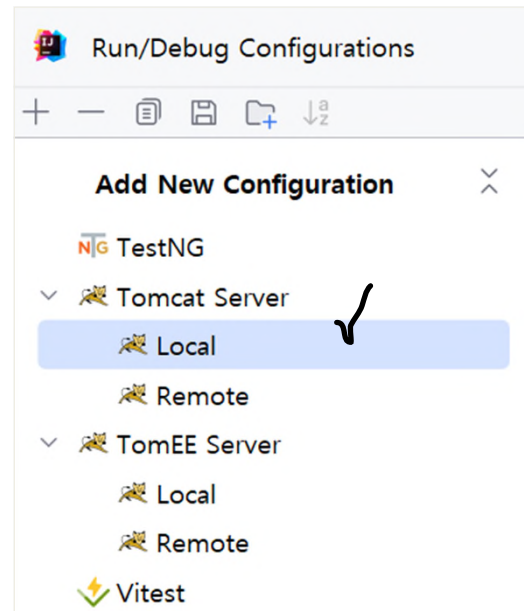 Run/Debug Configurations
Add New Configuration
TestNG
Tomcat Server
Local
Remote
TomEE Server
Local
Remote
Vitest